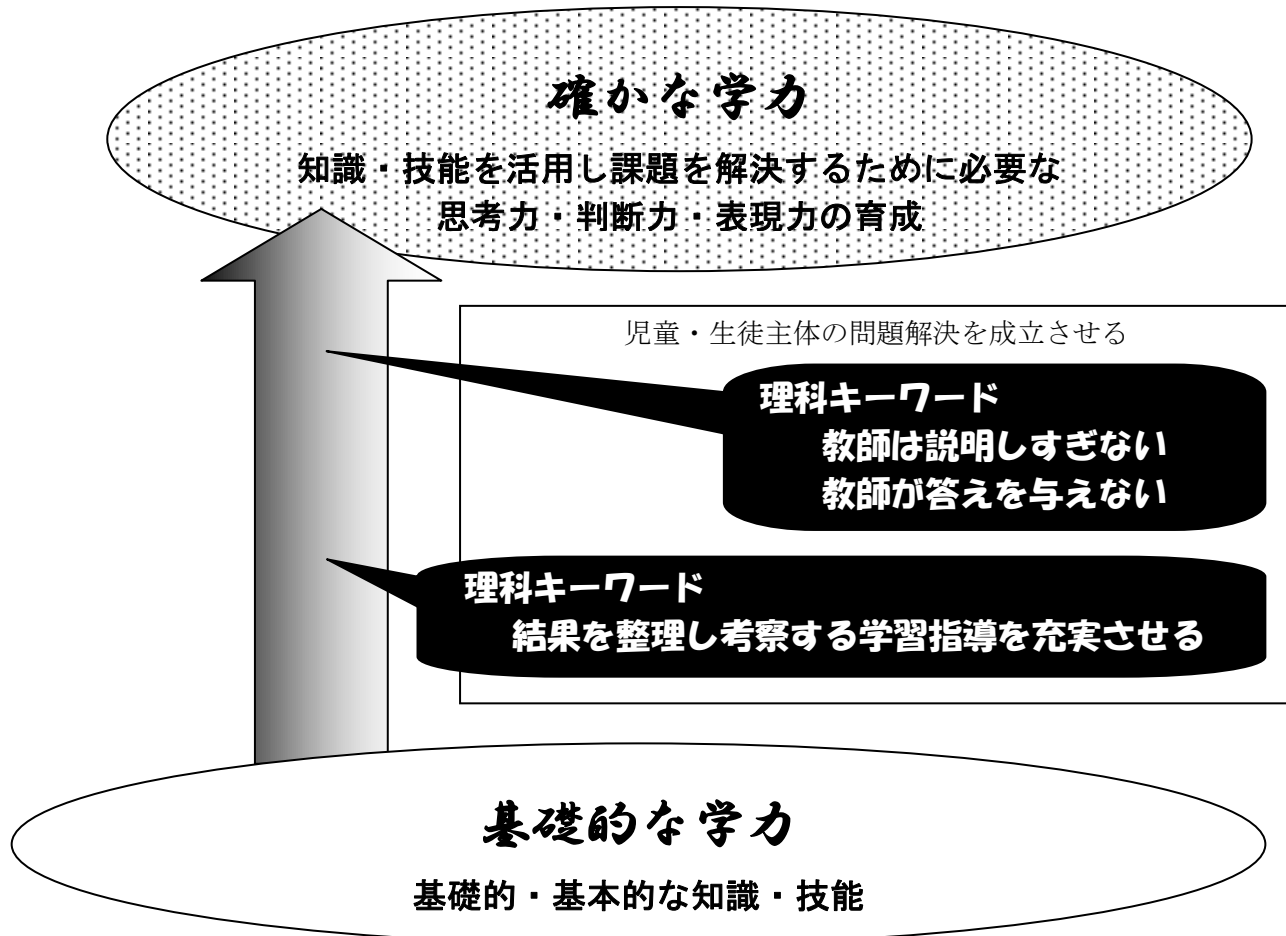 確かな学力
知識・技能を活用し課題を解決するために必要な
思考力・判断力・表現力の育成
児童・生徒主体の問題解決を成立させる
理科キーワード
教師は説明しすぎない
教師が答えを与えない
理科キーワード
結果を整理し考察する学習指導を充実させる
基礎的な学力
基礎的・基本的な知識・技能